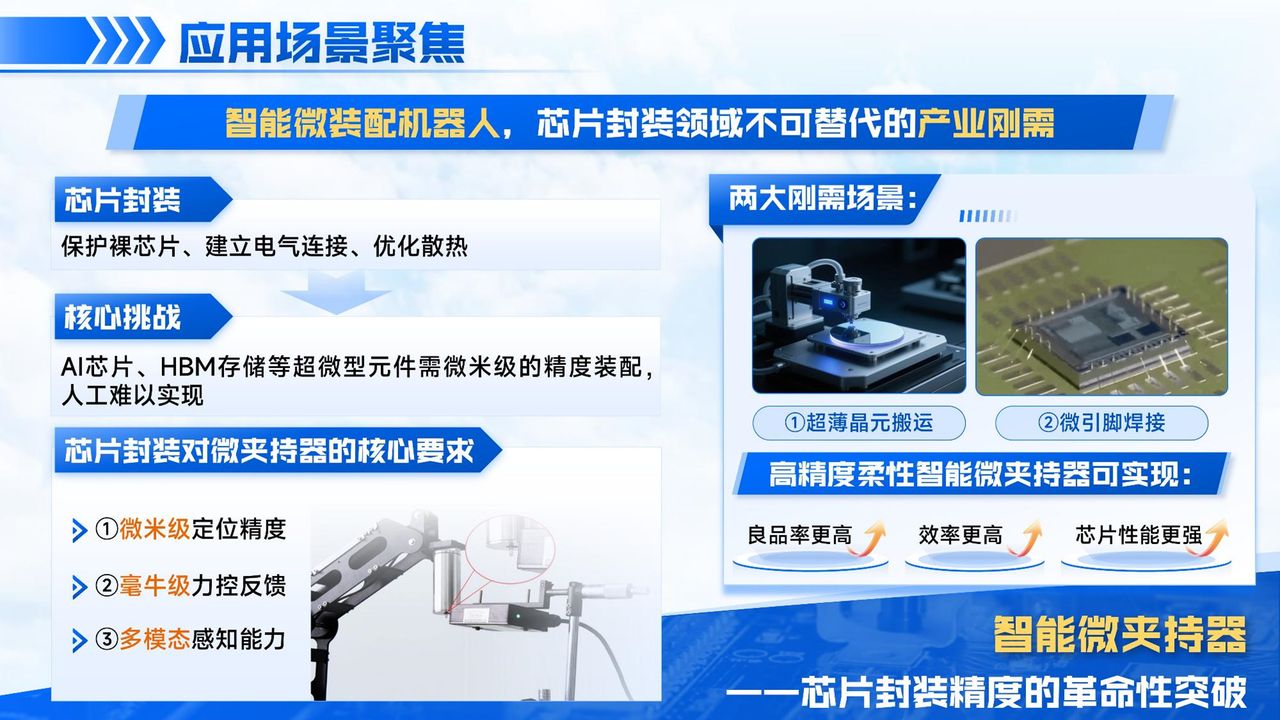 应用场景聚焦
智能微装配机器人，芯片封装领域不可替代的产业刚需
芯片封装
保护裸芯片、建立电气连接、优化散热
核心挑战
AI芯片、HBM存储等超微型元件需微米级的精度装配，
人工难以实现
芯片封装对微夹持器的核心要求
①微米级定位精度
②毫牛级力控反馈
③多模态感知能力
两大刚需场景：
①超薄晶元搬运
②微引脚焊接
高精度柔性智能微夹持器可实现：
良品率更高
效率更高
芯片性能更强
智能微夹持器
——芯片封装精度的革命性突破